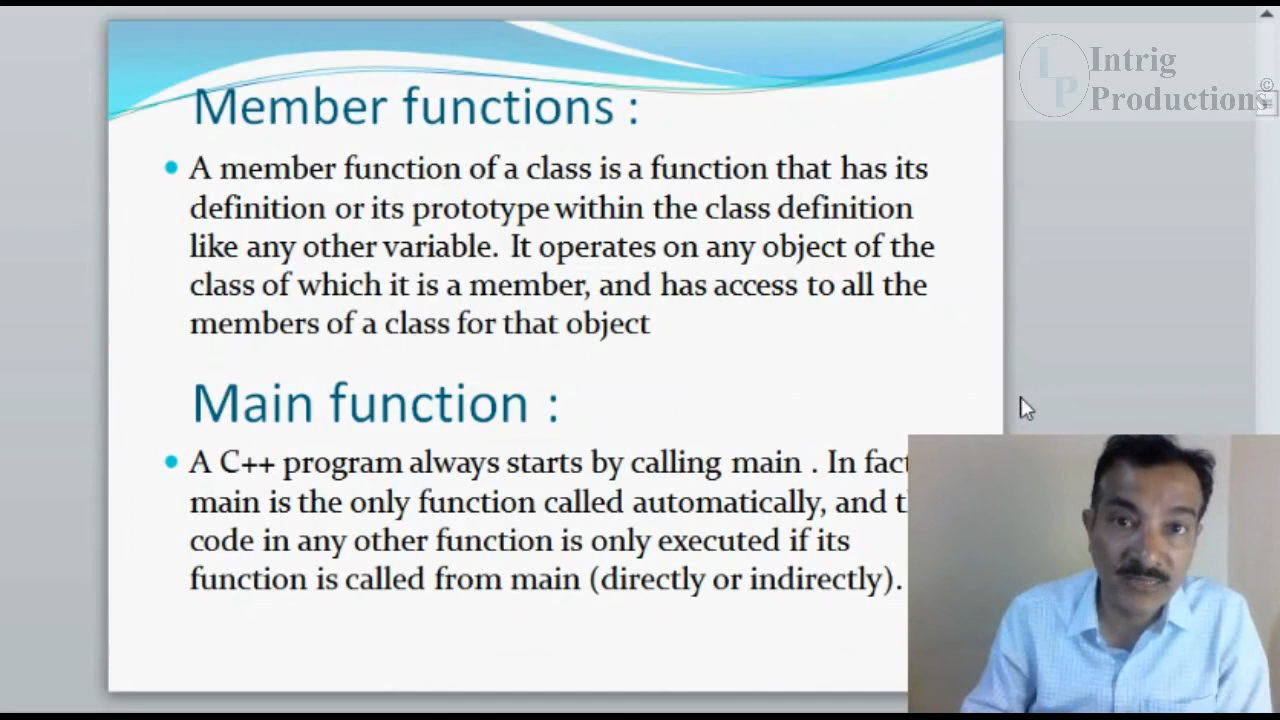 Member functions :
A member function of a class is a function that has its
definition or its prototype within the class definition
like any other variable. It operates on any object of the
class of which it is a member, and has access to all the
members of a class for that object
Main function :
A C++ program always starts by calling main . In fact
main is the only function called automatically, and
code in any other function is only executed if its
function is called from main (directly or indirectly).
LP
Intrig
Productions
©